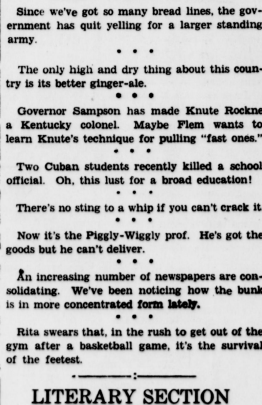 Since we've got so many bread lines, the gov-
ernment has quit yelling for a larger standing
army.
* * *
The only high and dry thing about this coun-
try is its better ginger-ale.
* * *
Governor Sampson has made Knute Rockne
a Kentucky colonel. Maybe Flem wants to
learn Knute's technique for pulling "fast ones."
* * *
Two Cuban students recently killed a school
official. Oh, this lust for a broad education!
* * *
There's no sting to a whip if you can't crack it
* * *
Now it's the Piggly-Wiggly prof. He's got the
goods but he can't deliver.
* * *
An increasing number of newspapers are con-
solidating. We've been noticing how the bunk
is in more concentrated form lately.
* * *
Rita swears that, in the rush to get out of the
gym after a basketball game, it's the survival
of the feetest.
LITERARY SECTION